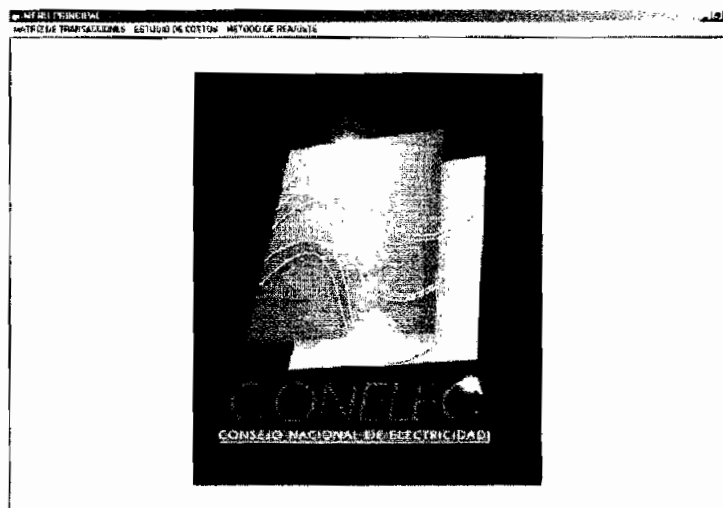 MENU PRINCIPAL
MATRIZ DE TRANSACCIONES ESTUDIO DE COSTOS METODO DE REAJUSTE
CONELEC
CONSEJO NACIONAL DE ELECTRICIDAD